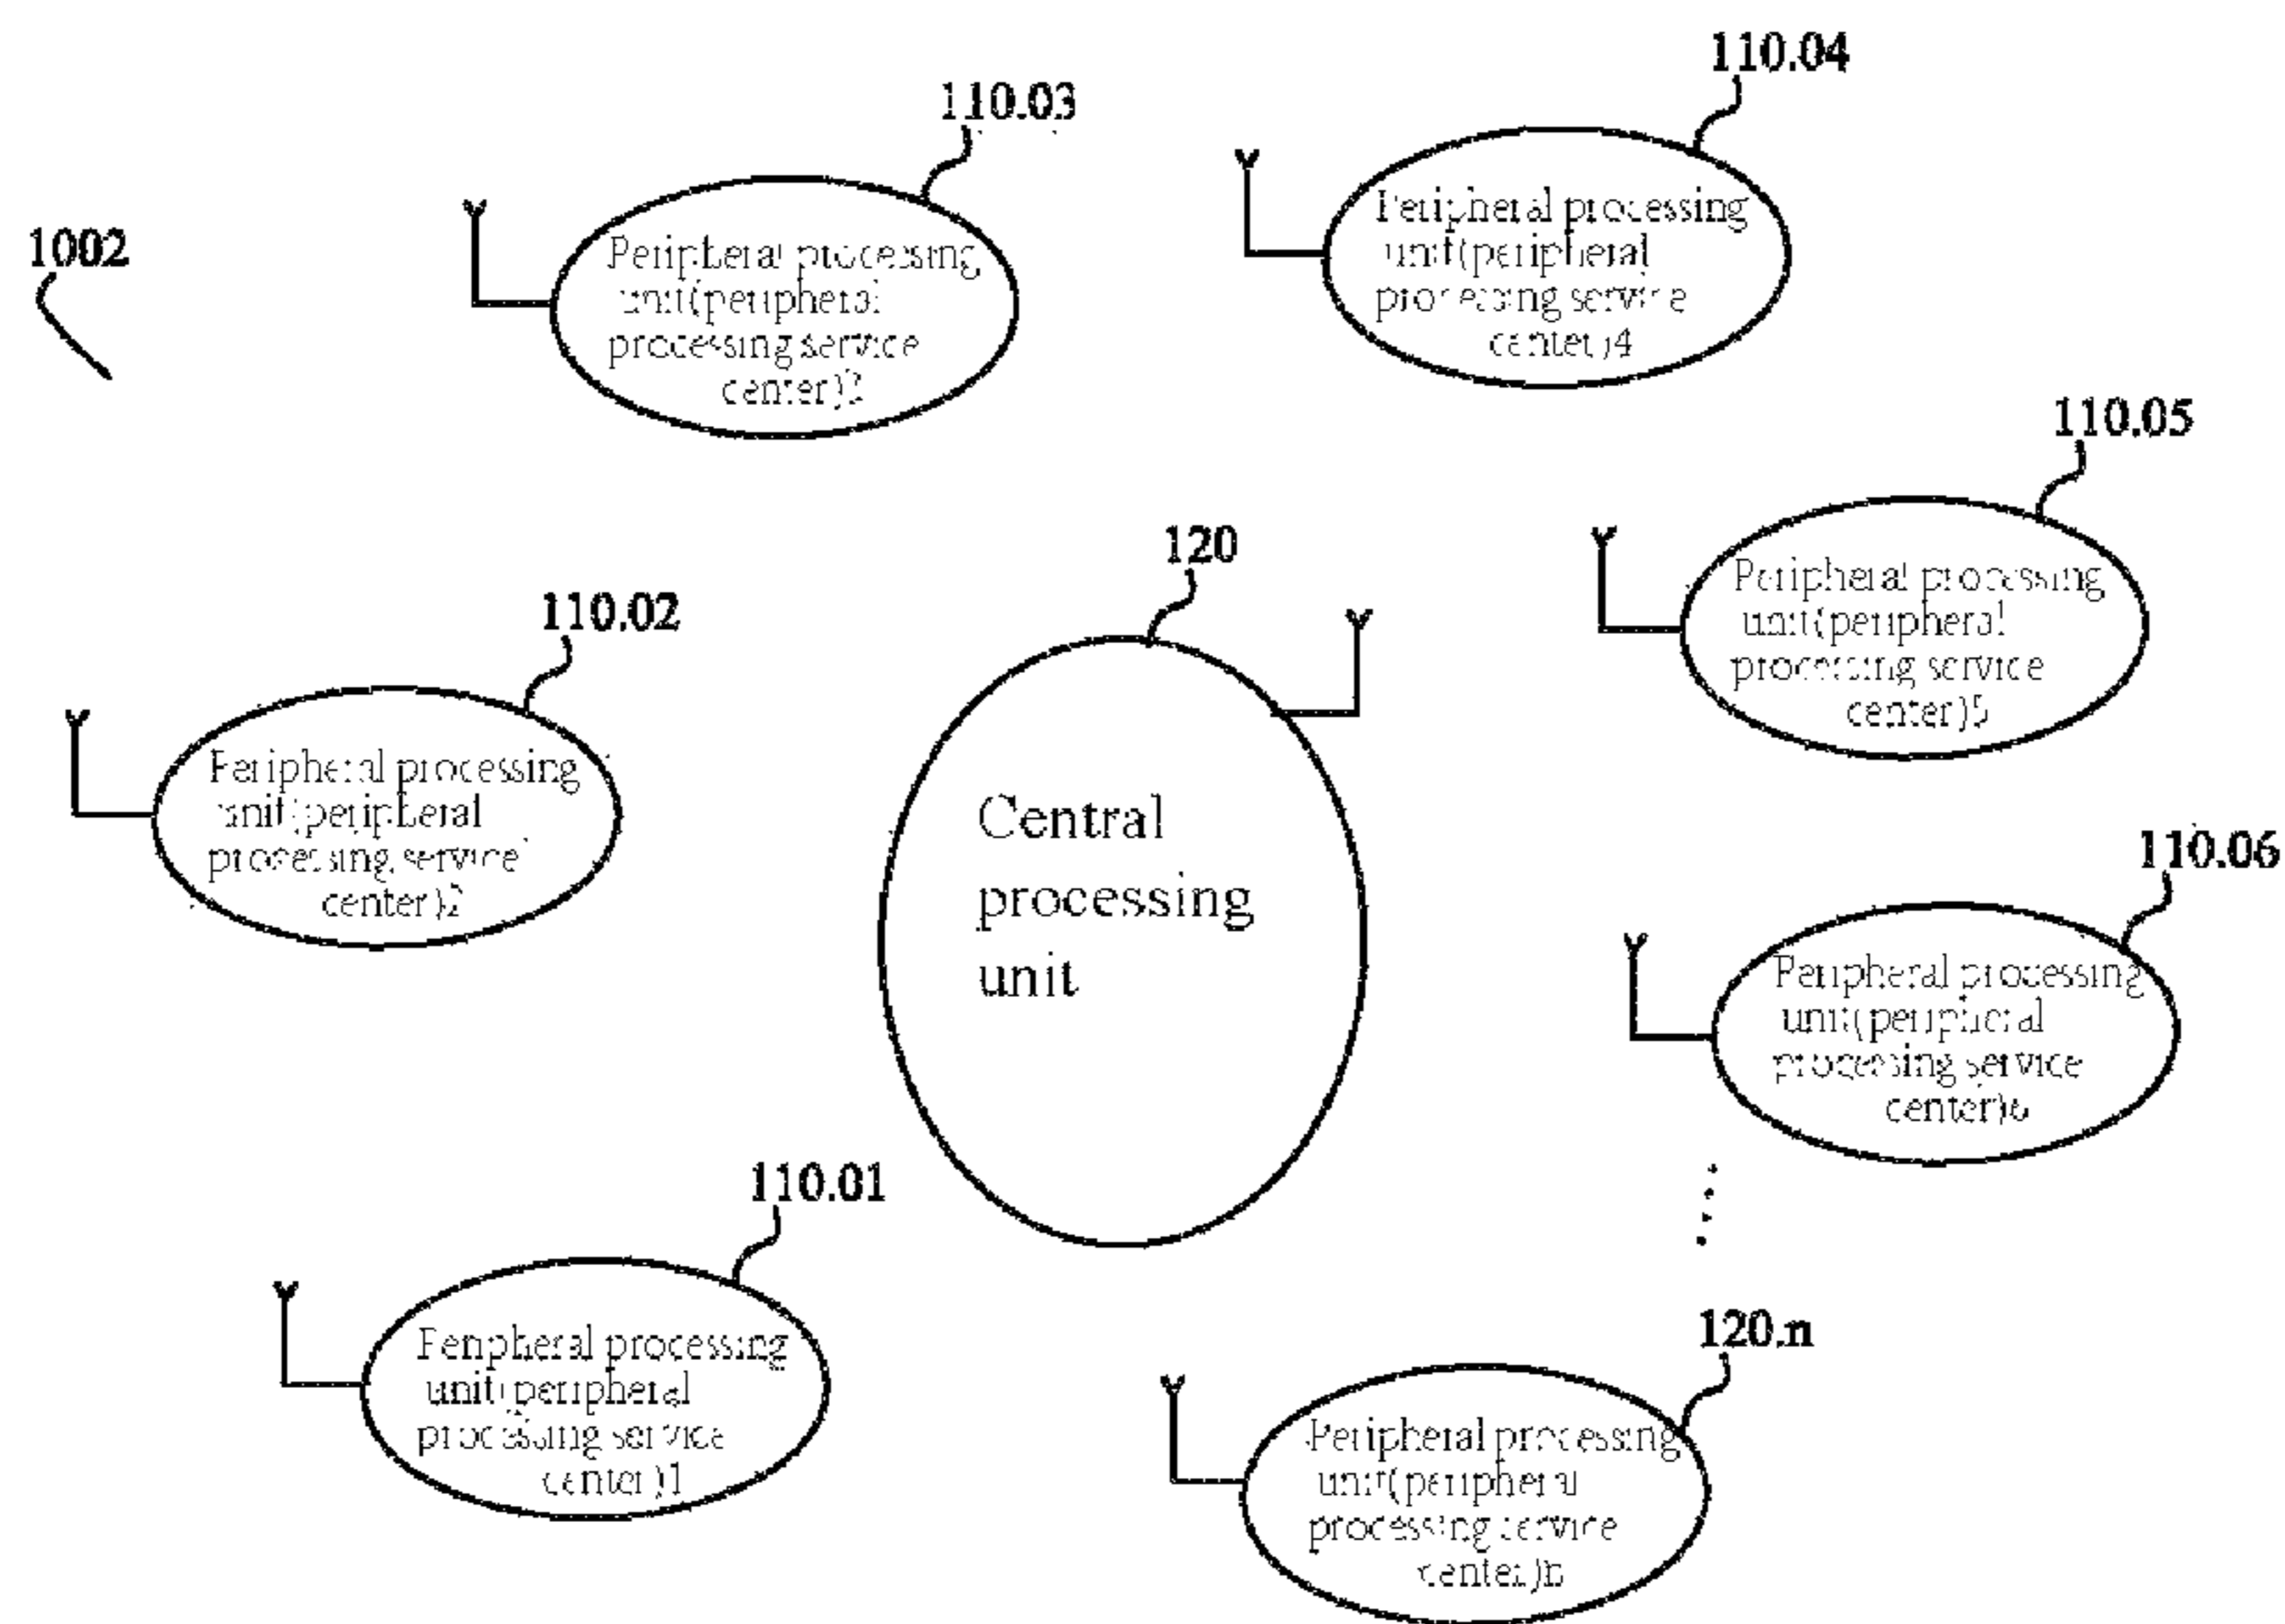 110.04
110.03
1002
Peripheral processing
unit(peripheral
processing service
center)4
Peripheral processing
unit(peripheral
processing service
center)
110.05
120
Peripheral processing
unit(peripheral
processing service
center)5
110.02
Peripheral processing
unit(peripheral
processing service
center)2
Central
processing
unit
110.06
Peripheral processing
unit(peripheral
processing service
center)6
110.01
Peripheral processing
unit(peripheral
processing service
center)1
120.n
Peripheral processing
unit(peripheral
processing service
center)n